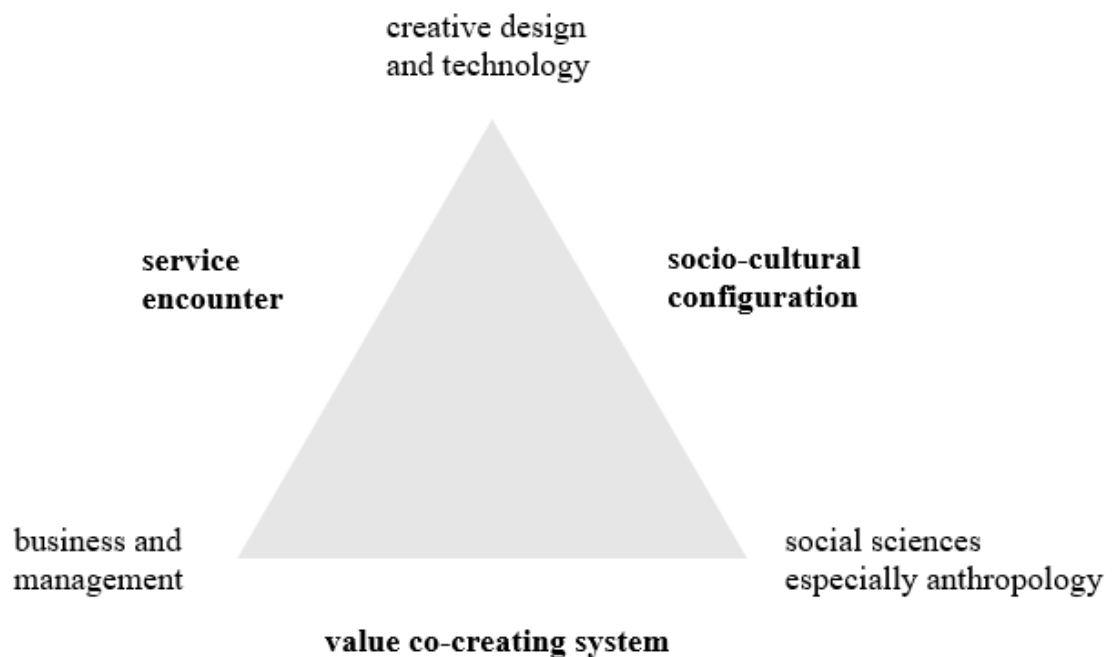 creative design
and technology
service
encounter
socio-cultural
configuration
business and
management
social sciences
especially anthropology
value co-creating system